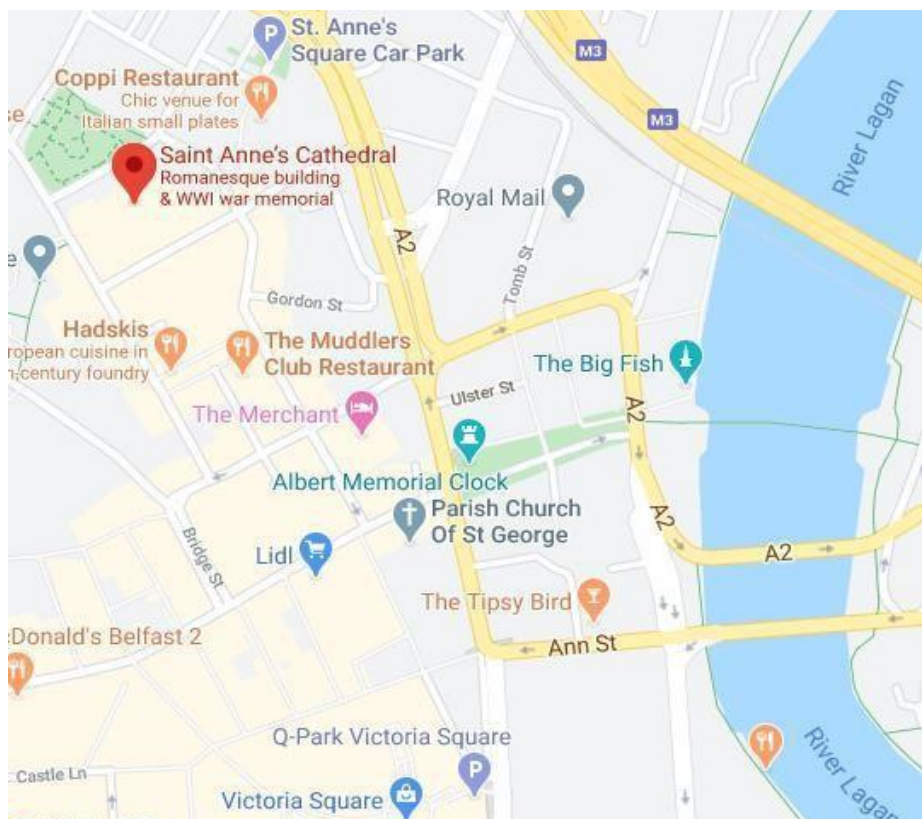 St. Anne's
Square Car Park
M3
Coppi Restaurant
Chic venue for
Italian small plates
se
M3
River Lagan
Saint Anne's Cathedral
Romanesque building
& WWI war memorial
Royal Mail
A2
e
Tomb St
Gordon St
Hadskis
ropean cuisine in
n-century foundry
The Muddlers
Club Restaurant
The Big Fish
Ulster St
A2
The Merchant
Albert Memorial Clock
Parish Church
Of St George
A2
A2
Bridge St
Lidl
The Tipsy Bird
cDonald's Belfast 2
Ann St
Q-Park Victoria Square
Castle Ln
Victoria Square
River Lagan